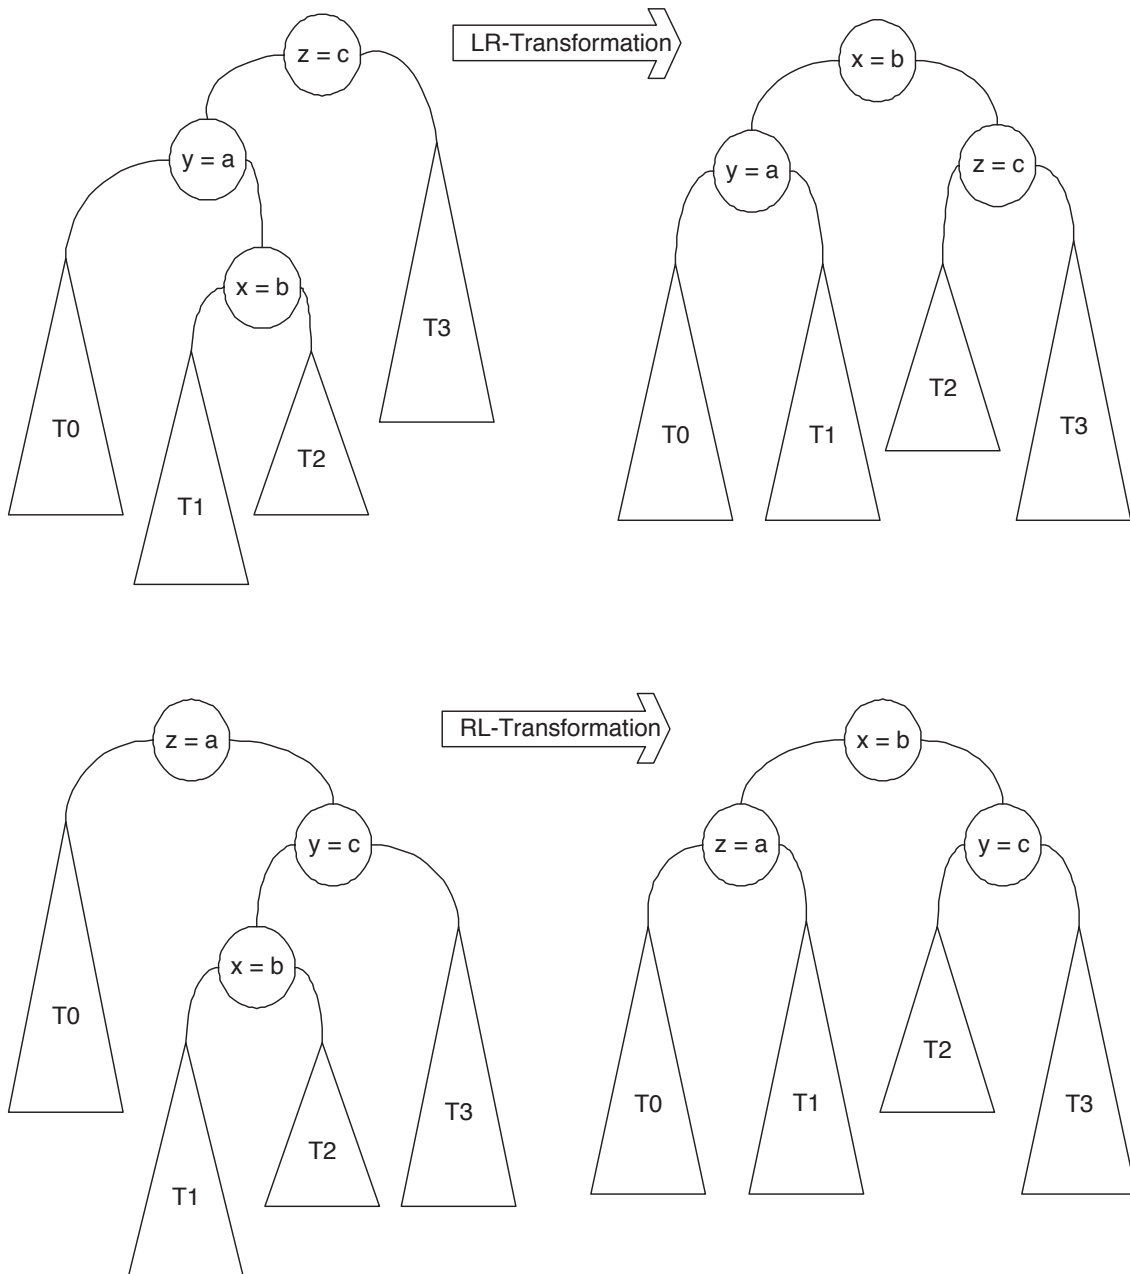 z = c
LR-Transformation
x = b
y = a
y = a
z = c
x = b
T3
T2
T0
T0
T1
T3
T2
T1
z = a
RL-Transformation
x = b
y = c
z = a
y = c
x = b
T0
T2
T0
T1
T3
T3
T2
T1